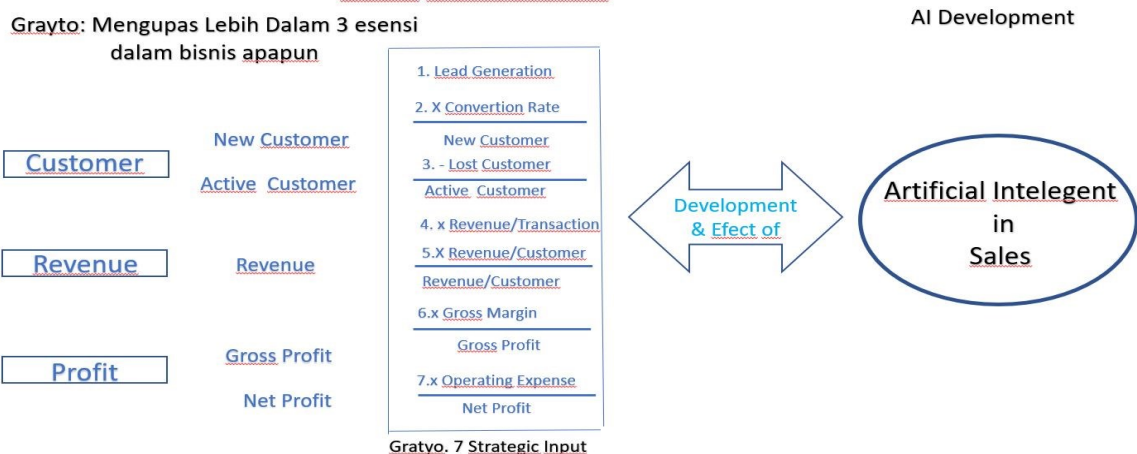 Grayto: Mengupas Lebih Dalam 3 esensi
dalam bisnis apapun
AI Development
Customer
New Customer
Active Customer
Revenue
Revenue
Profit
Gross Profit
Net Profit
1. Lead Generation
2. X Convertion Rate
New Customer
3. - Lost Customer
Active Customer
4. x Revenue/Transaction
5.X Revenue/Customer
Revenue/Customer
6.x Gross Margin
Gross Profit
7.x Operating Expense
Net Profit
Gratyo. 7 Strategic Input
Development
& Efect of
Artificial Intelegent
in
Sales